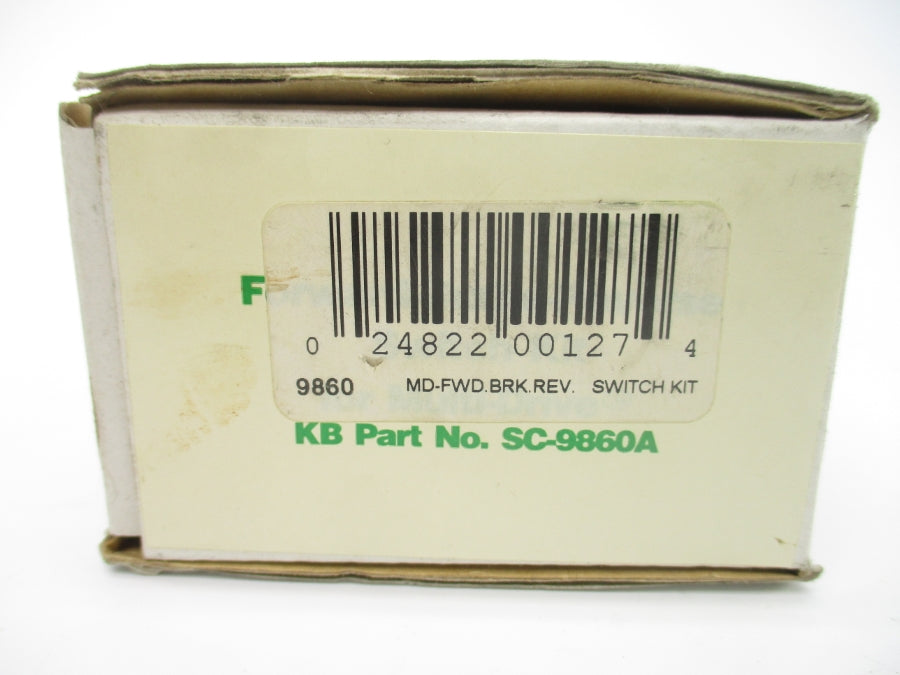 0 24822 00127 4
9860 MD-FWD.BRK.REV. SWITCH KIT
KB Part No. SC-9860A